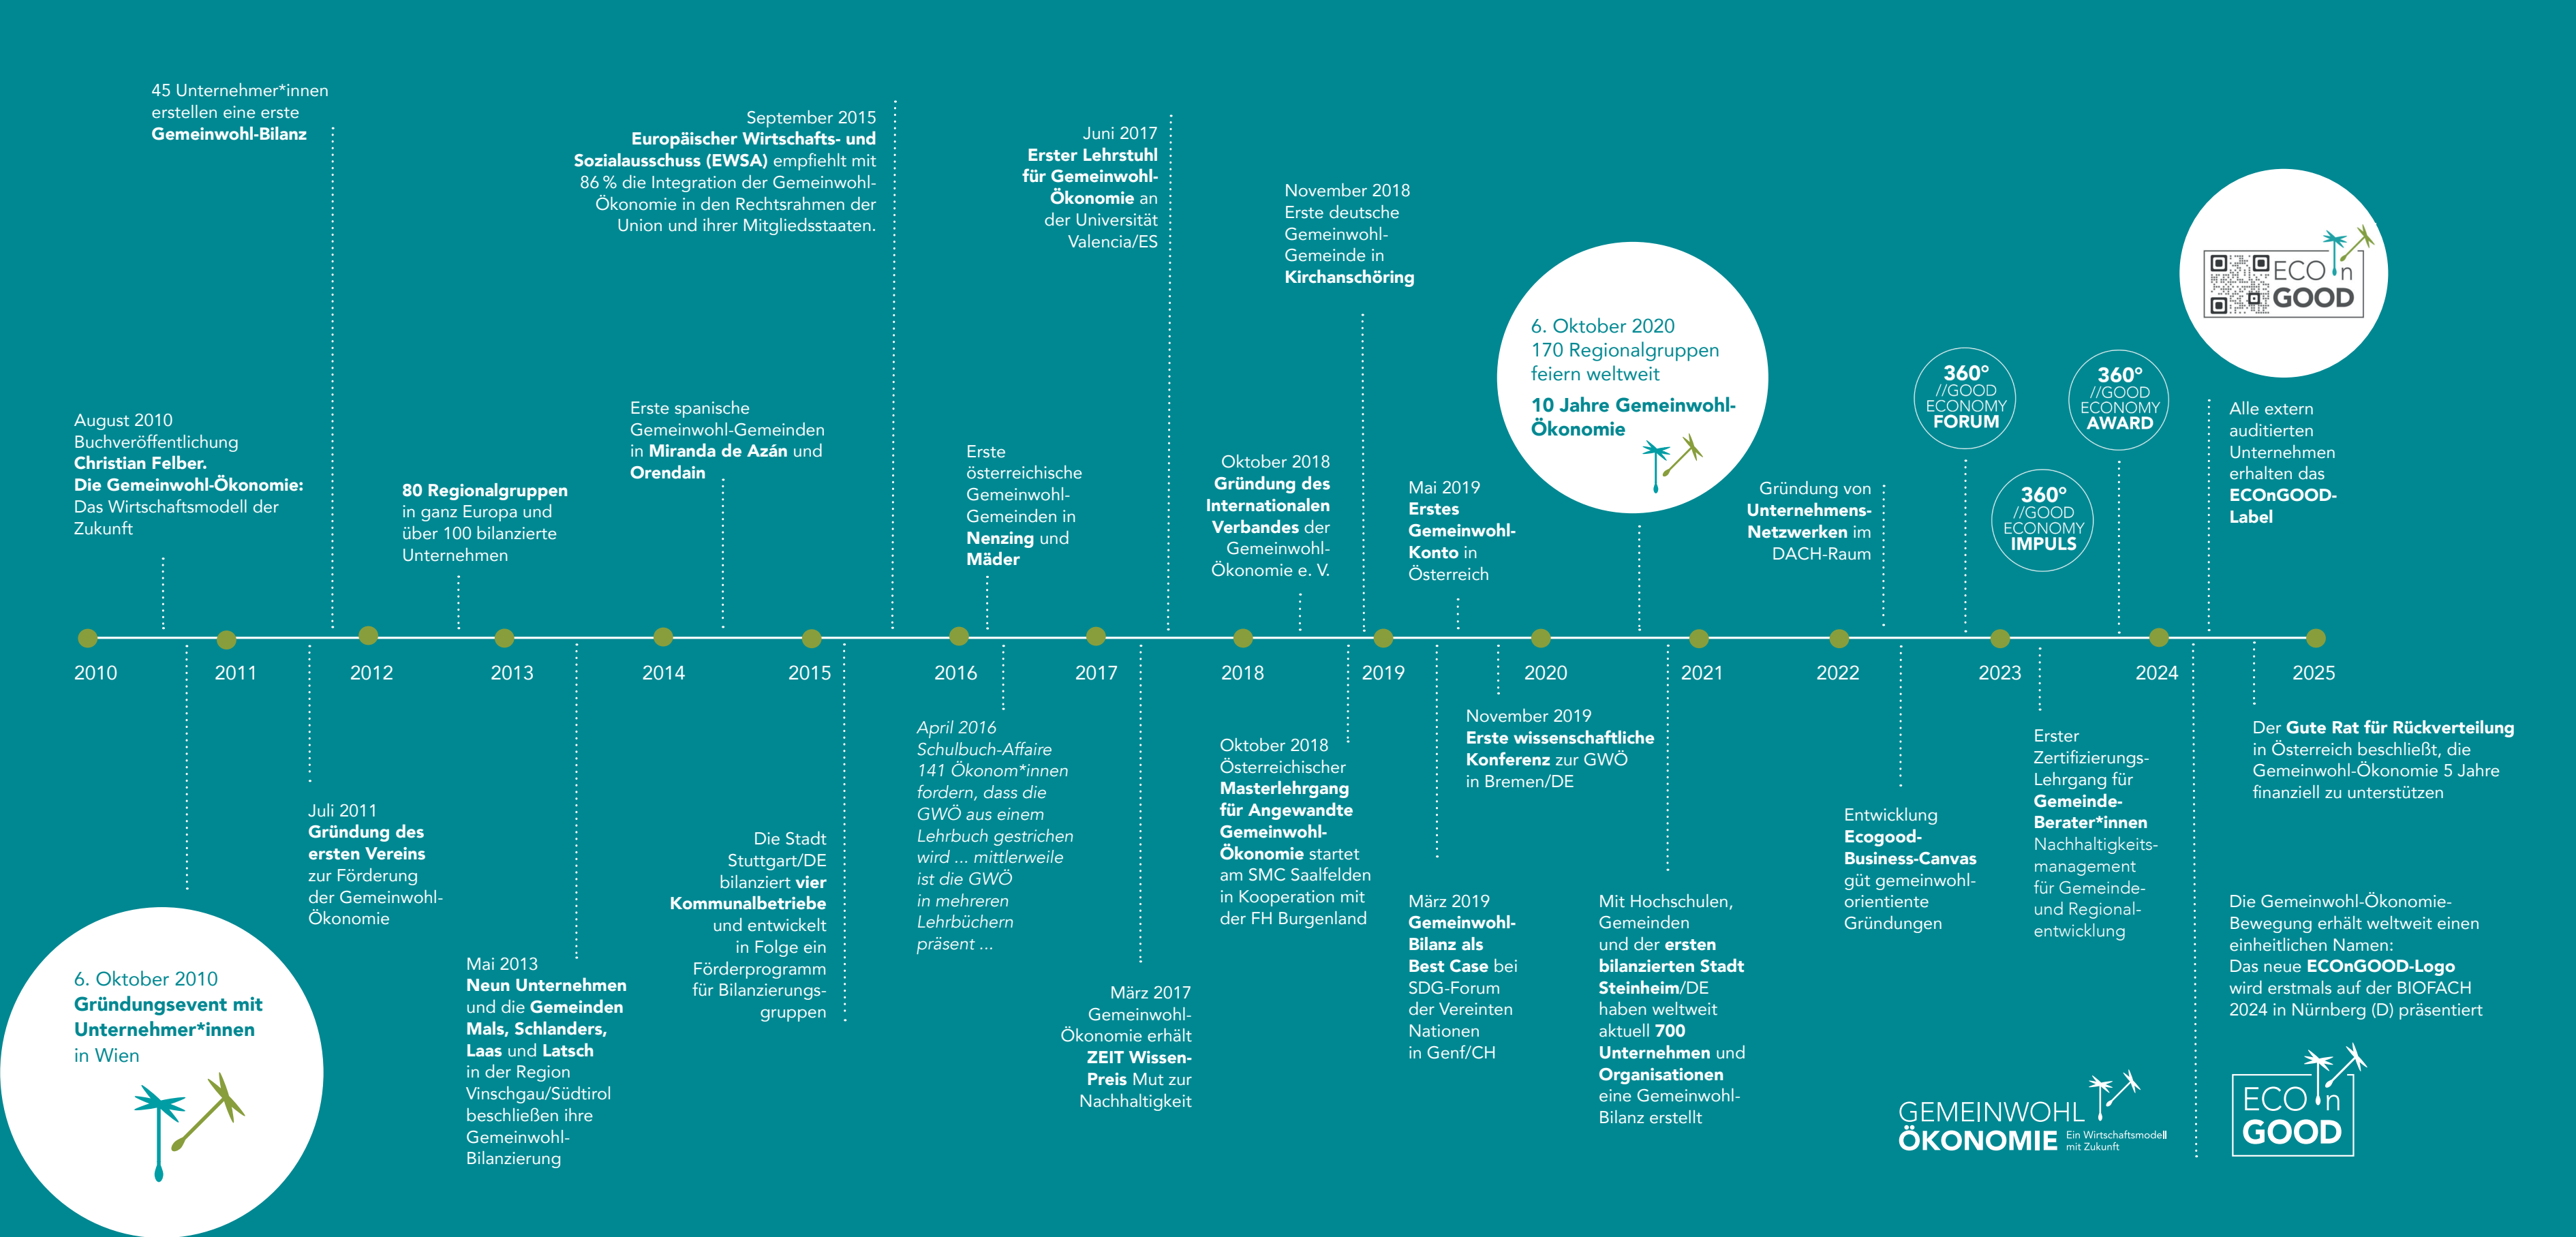 45 Unternehmer*innen
erstellen eine erste
Gemeinwohl-Bilanz
September 2015
Europäischer Wirtschafts- und
Sozialausschuss (EWSA) empfiehlt mit
86 % die Integration der Gemeinwohl-
Ökonomie in den Rechtsrahmen der
Union und ihrer Mitgliedsstaaten.
Juni 2017
Erster Lehrstuhl
für Gemeinwohl-
Ökonomie an
der Universität
Valencia/ES
November 2018
Erste deutsche
Gemeinwohl-
Gemeinde in
Kirchanschöring
6. Oktober 2020
170 Regionalgruppen
feiern weltweit
10 Jahre Gemeinwohl-
Ökonomie
ECOnGOOD
360°
//GOOD
ECONOMY
FORUM
360°
//GOOD
ECONOMY
AWARD
360°
//GOOD
ECONOMY
IMPULS
Alle extern
auditierten
Unternehmen
erhalten das
ECOnGOOD-
Label
August 2010
Buchveröffentlichung
Christian Felber.
Die Gemeinwohl-Ökonomie:
Das Wirtschaftsmodell der
Zukunft
80 Regionalgruppen
in ganz Europa und
über 100 bilanzierte
Unternehmen
Erste spanische
Gemeinwohl-Gemeinden
in Miranda de Azán und
Orendain
Erste
österreichische
Gemeinwohl-
Gemeinden in
Nenzing und
Mäder
Oktober 2018
Gründung des
Internationalen
Verbandes der
Gemeinwohl-
Ökonomie e. V.
Mai 2019
Erstes
Gemeinwohl-
Konto in
Österreich
Gründung von
Unternehmens-
Netzwerken im
DACH-Raum
2010 2011 2012 2013 2014 2015 2016 2017 2018 2019 2020 2021 2022 2023 2024 2025
6. Oktober 2010
Gründungsevent mit
Unternehmer*innen
in Wien
Juli 2011
Gründung des
ersten Vereins
zur Förderung
der Gemeinwohl-
Ökonomie
Mai 2013
Neun Unternehmen
und die Gemeinden
Mals, Schlanders,
Laas und Latsch
in der Region
Vinschgau/Südtirol
beschließen ihre
Gemeinwohl-
Bilanzierung
Die Stadt
Stuttgart/DE
bilanziert vier
Kommunalbetriebe
und entwickelt
in Folge ein
Förderprogramm
für Bilanzierungs-
gruppen
April 2016
Schulbuch-Affaire
141 Ökonom*innen
fordern, dass die
GWÖ aus einem
Lehrbuch gestrichen
wird ... mittlerweile
ist die GWÖ
in mehreren
Lehrbüchern
präsent ...
März 2017
Gemeinwohl-
Ökonomie erhält
ZEIT Wissen-
Preis Mut zur
Nachhaltigkeit
Oktober 2018
Österreichischer
Masterlehrgang
für Angewandte
Gemeinwohl-
Ökonomie startet
am SMC Saalfelden
in Kooperation mit
der FH Burgenland
März 2019
Gemeinwohl-
Bilanz als
Best Case bei
SDG-Forum
der Vereinten
Nationen
in Genf/CH
November 2019
Erste wissenschaftliche
Konferenz zur GWÖ
in Bremen/DE
Mit Hochschulen,
Gemeinden
und der ersten
bilanzierten Stadt
Steinheim/DE
haben weltweit
aktuell 700
Unternehmen und
Organisationen
eine Gemeinwohl-
Bilanz erstellt
Entwicklung
Ecogood-
Business-Canvas
güt gemeinwohl-
orientiente
Gründungen
Erster
Zertifizierungs-
Lehrgang für
Gemeinde-
Berater*innen
Nachhaltigkeits-
management
für Gemeinde-
und Regional-
entwicklung
Der Gute Rat für Rückverteilung
in Österreich beschließt, die
Gemeinwohl-Ökonomie 5 Jahre
finanziell zu unterstützen
Die Gemeinwohl-Ökonomie-
Bewegung erhält weltweit einen
einheitlichen Namen:
Das neue ECOnGOOD-Logo
wird erstmals auf der BIOFACH
2024 in Nürnberg (D) präsentiert
GEMEINWOHL
ÖKONOMIE
Ein Wirtschaftsmodell
mit Zukunft
ECOn
GOOD